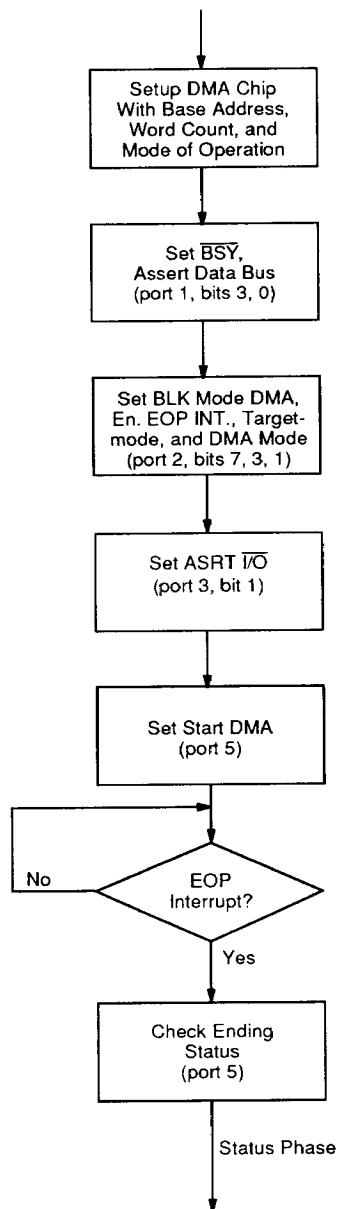 Setup DMA Chip
With Base Address,
Word Count, and
Mode of Operation
Set B̅S̅Y̅,
Assert Data Bus
(port 1, bits 3, 0)
Set BLK Mode DMA,
En. EOP INT., Target-
mode, and DMA Mode
(port 2, bits 7, 3, 1)
Set ASRT I̅/̅O̅
(port 3, bit 1)
Set Start DMA
(port 5)
No
EOP
Interrupt?
Yes
Check Ending
Status
(port 5)
Status Phase